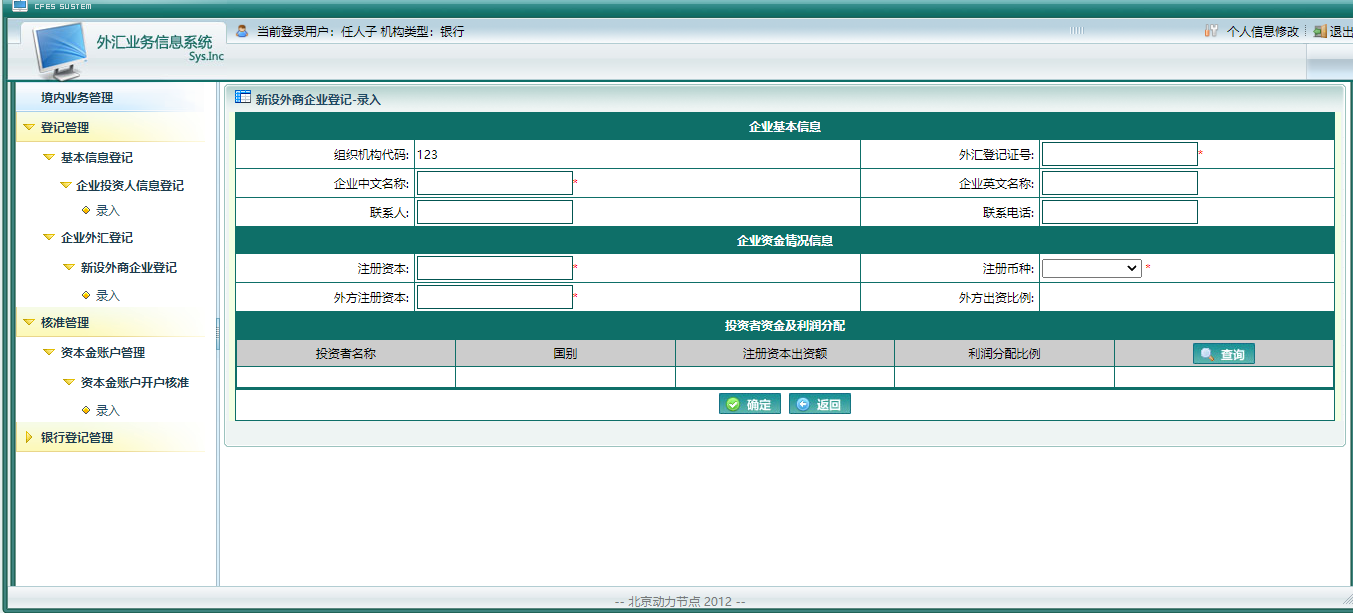 CFES SUSTEM
外汇业务信息系统
Sys.Inc
当前登录用户：任人子 机构类型：银行
个人信息修改
退出
境内业务管理
登记管理
基本信息登记
企业投资人信息登记
录入
企业外汇登记
新设外商企业登记
录入
核准管理
资本金账户管理
资本金账户开户核准
录入
银行登记管理
新设外商企业登记-录入
企业基本信息
组织机构代码: 123 外汇登记证号: *
企业中文名称: * 企业英文名称:
联系人: 联系电话:
企业资金情况信息
注册资本: * 注册币种: *
外方注册资本: * 外方出资比例:
投资者资金及利润分配
投资者名称 国别 注册资本出资额 利润分配比例 查询
确定 返回
-- 北京动力节点 2012 --